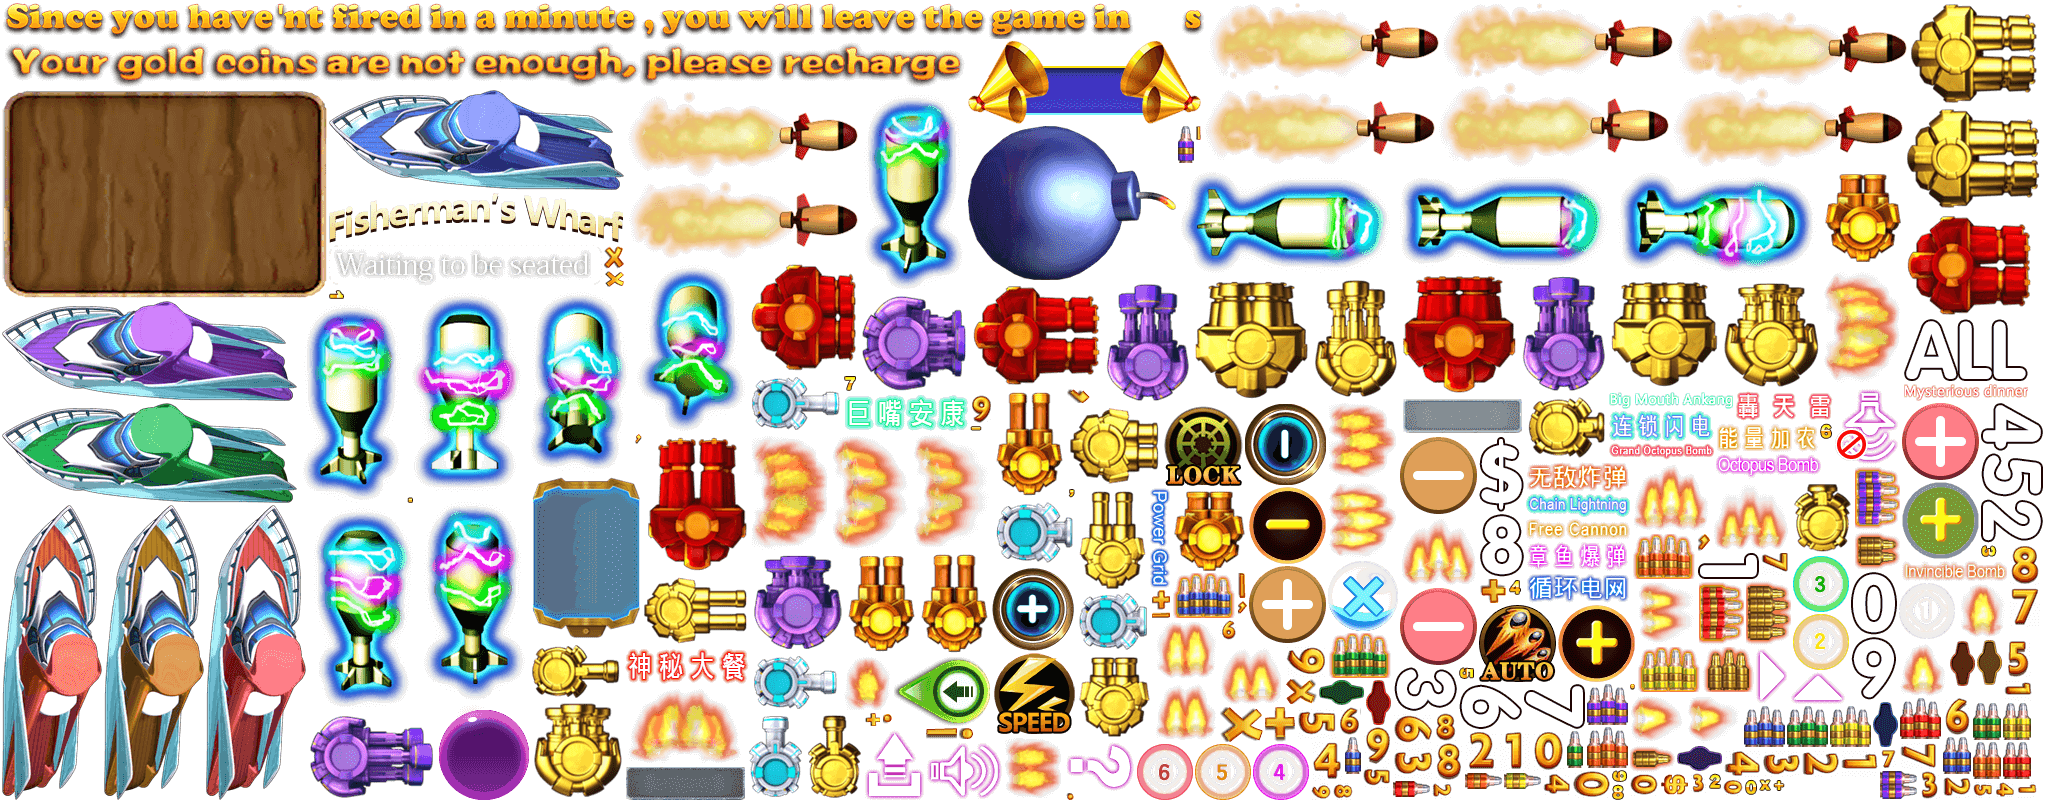 Since you have'nt fired in a minute , you will leave the game in s
Your gold coins are not enough, please recharge
Fisherman's Wharf
Waiting to be seated
ALL
Mysterious dinner
巨嘴安康
Big Mouth Ankang
轟天雷
连锁闪电
能量加农
Grand Octopus Bomb
Octopus Bomb
LOCK
无敌炸弹
Chain Lightning
Free Cannon
章鱼爆弹
循环电网
Power Grid
Invincible Bomb
神秘大餐
SPEED
AUTO
$
8
452
1
0
9
3
6
7
3
2
1
6
5
4
210